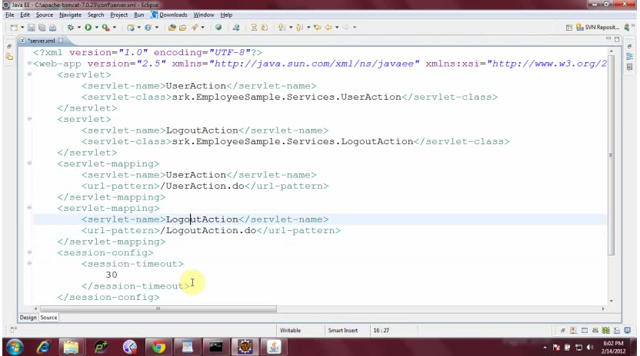 Java EE - C:\apache-tomcat-7.0.23\conf\server.xml - Eclipse
File Edit Source Navigate Search Project Run Downloads Window Help
SVN Reposit...
*server.xml
<?xml version="1.0" encoding="UTF-8"?>
<web-app version="2.5" xmlns="http://java.sun.com/xml/ns/javaee" xmlns:xsi="http://www.w3.org/2
<servlet>
<servlet-name>UserAction</servlet-name>
<servlet-class>srk.EmployeeSample.Services.UserAction</servlet-class>
</servlet>
<servlet>
<servlet-name>LogoutAction</servlet-name>
<servlet-class>srk.EmployeeSample.Services.LogoutAction</servlet-class>
</servlet>
<servlet-mapping>
<servlet-name>UserAction</servlet-name>
<url-pattern>/UserAction.do</url-pattern>
</servlet-mapping>
<servlet-mapping>
<servlet-name>LogoutAction</servlet-name>
<url-pattern>/LogoutAction.do</url-pattern>
</servlet-mapping>
<session-config>
<session-timeout>
30
</session-timeout>
</session-config>
Design Source
Writable Smart Insert 16 : 27
6:02 PM
2/14/2012